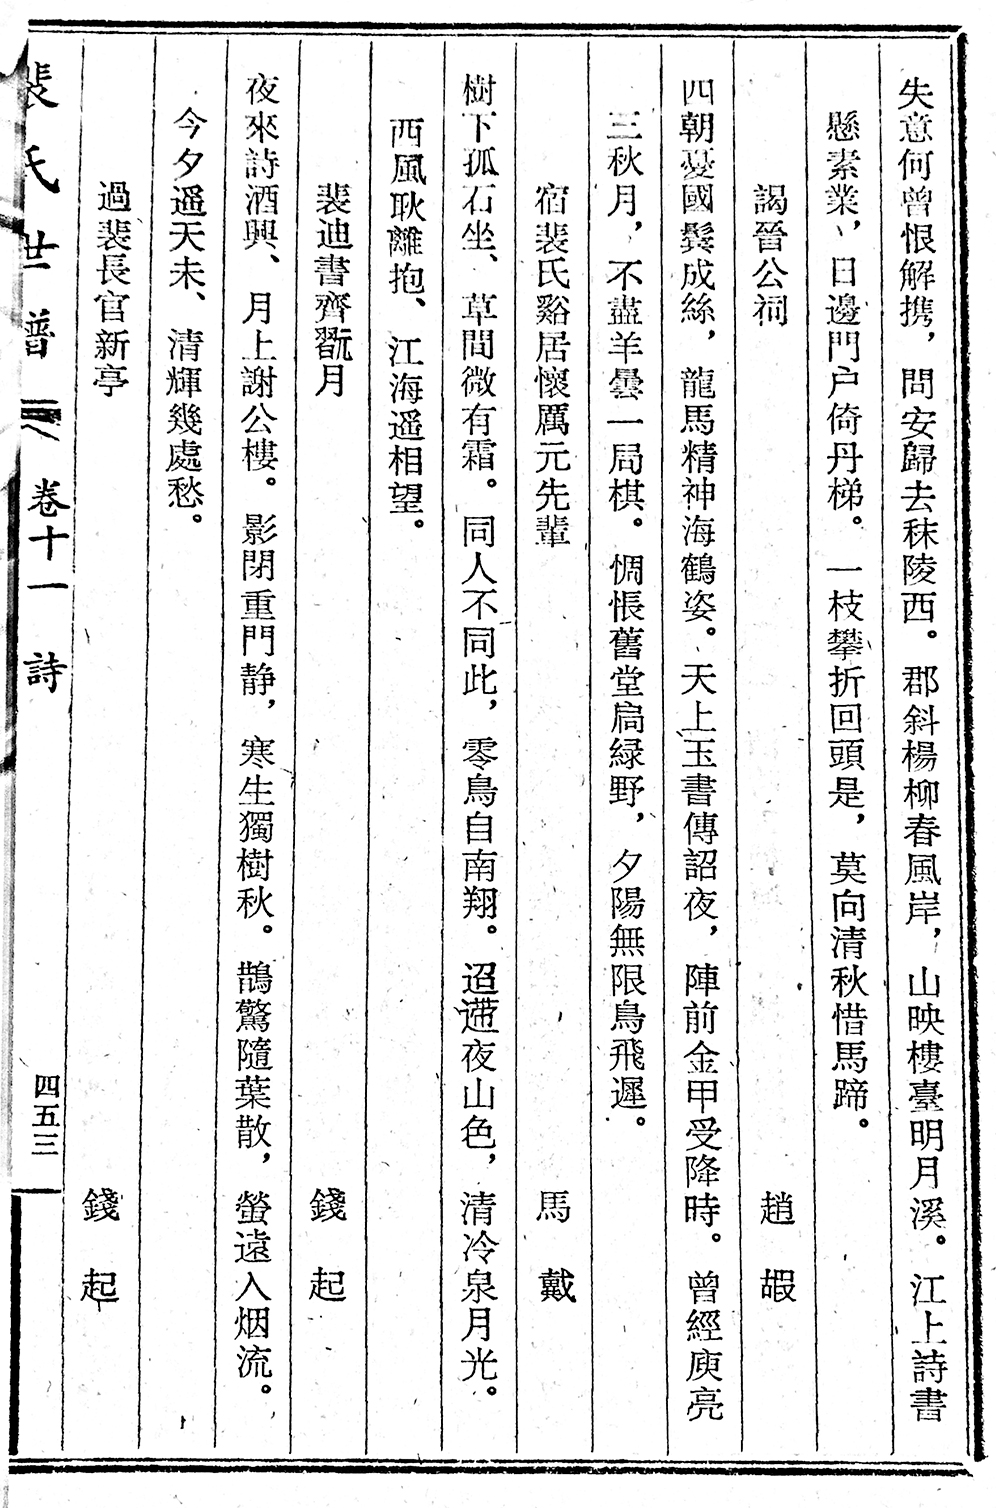 失意何曾恨解携，問安歸去秣陵西。郡斜楊柳春風岸，山映樓臺明月溪。江上詩書
懸素業，日邊門户倚丹梯。一枝攀折回頭是，莫向清秋惜馬蹄。
謁晉公祠　趙嘏
四朝憂國鬢成絲，龍馬精神海鶴姿。天上玉書傳詔夜，陣前金甲受降時。曾經庾亮
三秋月，不盡羊曇一局棋。惆悵舊堂扃緑野，夕陽無限鳥飛遲。
宿裴氏谿居懷厲元先輩　馬戴
樹下孤石坐、草間微有霜。同人不同此，零鳥自南翔。迢遰夜山色，清冷泉月光。
西風耿離抱、江海遥相望。
裴迪書齊翫月　錢起
夜來詩酒興、月上謝公樓。影閉重門静，寒生獨樹秋。鵲驚隨葉散，螢遠入烟流。
今夕遥天未、清輝幾處愁。
過裴長官新亭　錢起
裴氏世譜　卷十一　詩　四五三